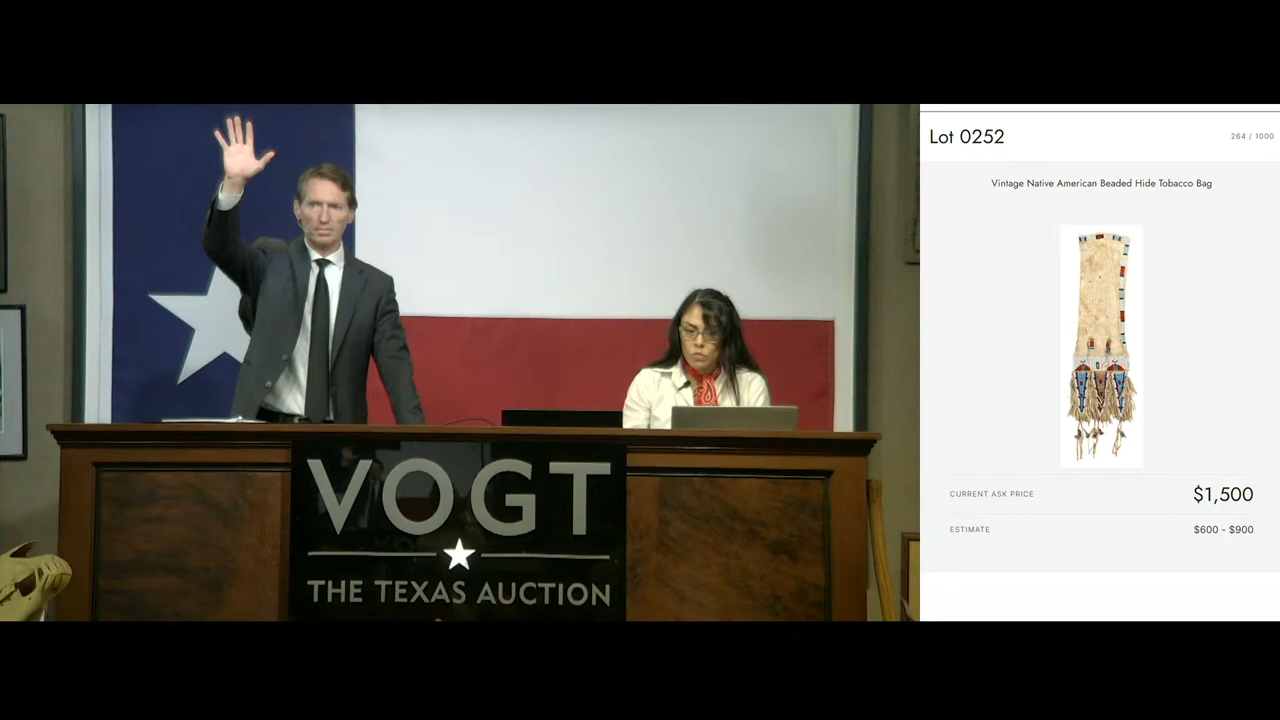 Lot 0252
264 / 1000
Vintage Native American Beaded Hide Tobacco Bag
CURRENT ASK PRICE
$1,500
ESTIMATE
$600 - $900
VOGT
THE TEXAS AUCTION